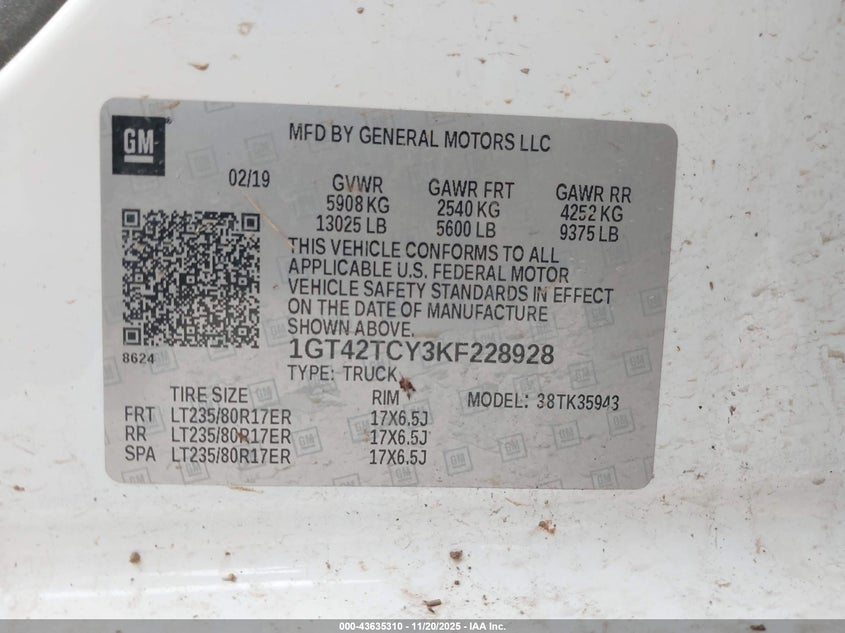 GM
MFD BY GENERAL MOTORS LLC
02/19
GVWR GAWR FRT GAWR RR
5908 KG 2540 KG 4252 KG
13025 LB 5600 LB 9375 LB
THIS VEHICLE CONFORMS TO ALL
APPLICABLE U.S. FEDERAL MOTOR
VEHICLE SAFETY STANDARDS IN EFFECT
ON THE DATE OF MANUFACTURE
SHOWN ABOVE.
8624
1GT42TCY3KF228928
TYPE: TRUCK
TIRE SIZE RIM MODEL: 38TK35943
FRT LT235/80R17ER 17X6.5J
RR LT235/80R17ER 17X6.5J
SPA LT235/80R17ER 17X6.5J
000-43635310 - 11/20/2025 - IAA Inc.